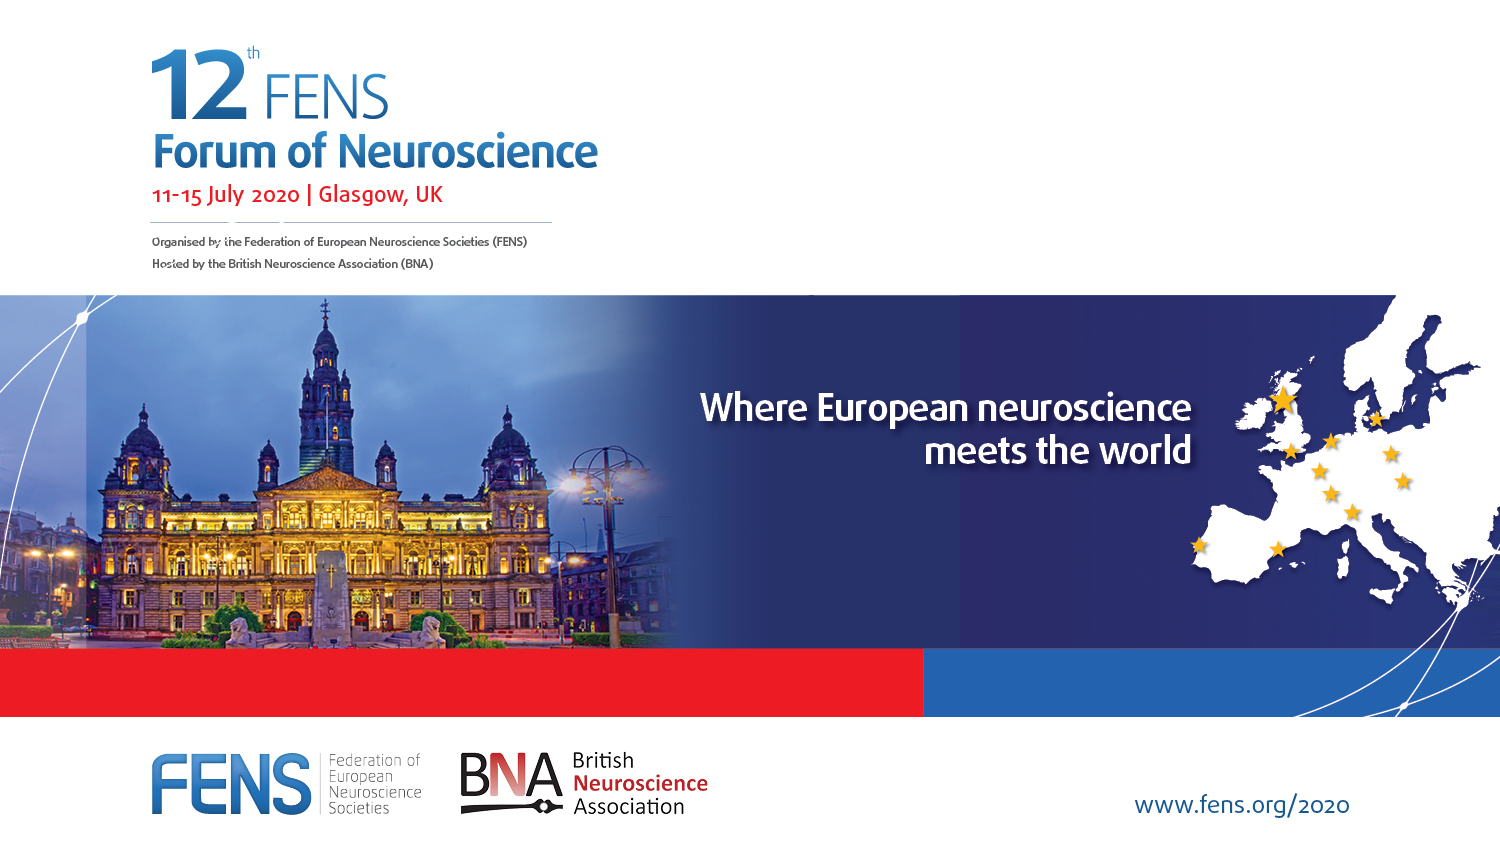 12th FENS
Forum of Neuroscience
11-15 July 2020 | Glasgow, UK
Organised by the Federation of European Neuroscience Societies (FENS)
Hosted by the British Neuroscience Association (BNA)
Where European neuroscience
meets the world
FENS
Federation of
European
Neuroscience
Societies
BNA
British
Neuroscience
Association
www.fens.org/2020